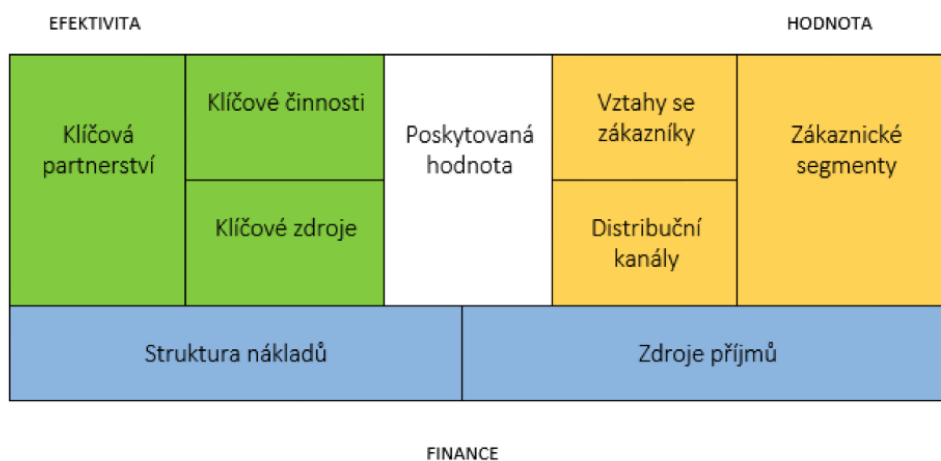 EFEKTIVITA
HODNOTA
Klíčová
partnerství
Klíčové činnosti
Klíčové zdroje
Poskytovaná
hodnota
Vztahy se
zákazníky
Distribuční
kanály
Zákaznické
segmenty
Struktura nákladů
Zdroje příjmů
FINANCE